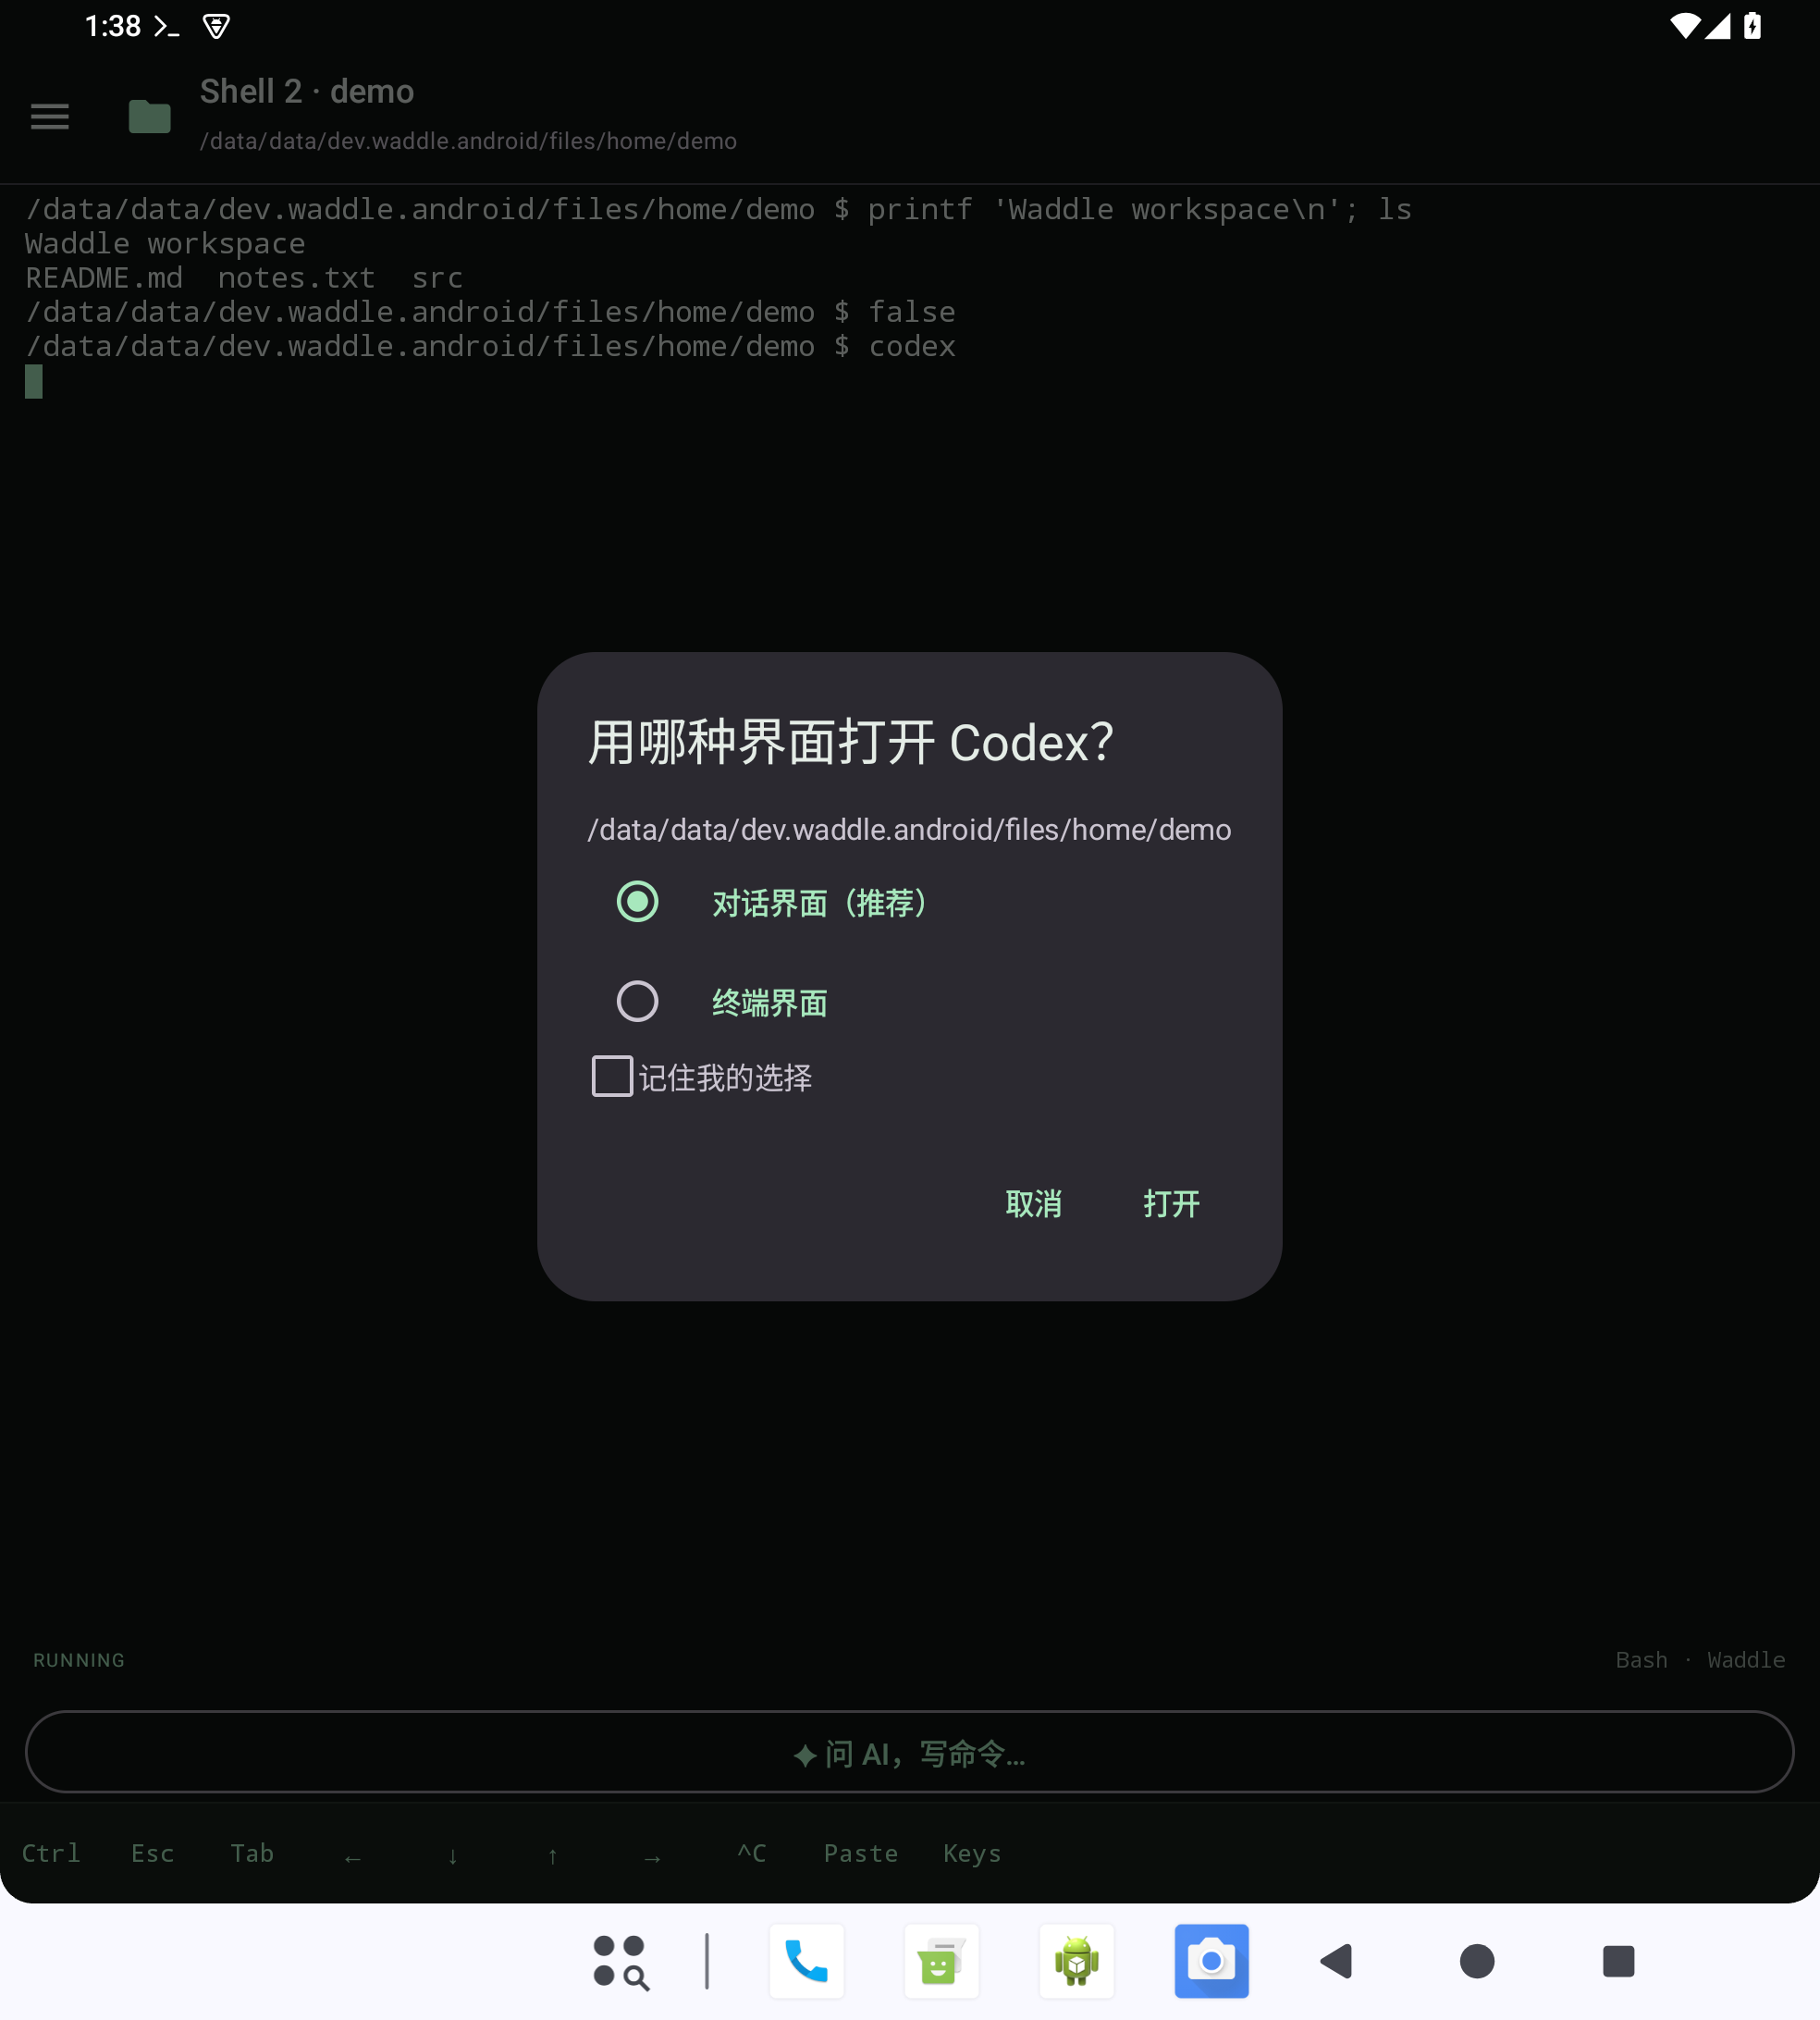 1:38
Shell 2 · demo
/data/data/dev.waddle.android/files/home/demo
/data/data/dev.waddle.android/files/home/demo $ printf 'Waddle workspace\n'; ls
Waddle workspace
README.md  notes.txt  src
/data/data/dev.waddle.android/files/home/demo $ false
/data/data/dev.waddle.android/files/home/demo $ codex
用哪种界面打开 Codex？
/data/data/dev.waddle.android/files/home/demo
对话界面（推荐）
终端界面
记住我的选择
取消 打开
RUNNING Bash · Waddle
✦ 问 AI，写命令…
Ctrl Esc Tab ← ↓ ↑ → ^C Paste Keys